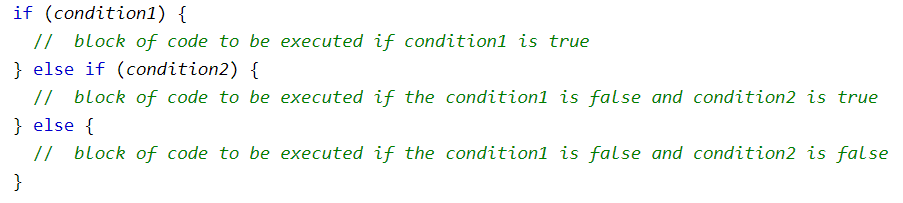 if (condition1) {
  //  block of code to be executed if condition1 is true
} else if (condition2) {
  //  block of code to be executed if the condition1 is false and condition2 is true
} else {
  //  block of code to be executed if the condition1 is false and condition2 is false
}